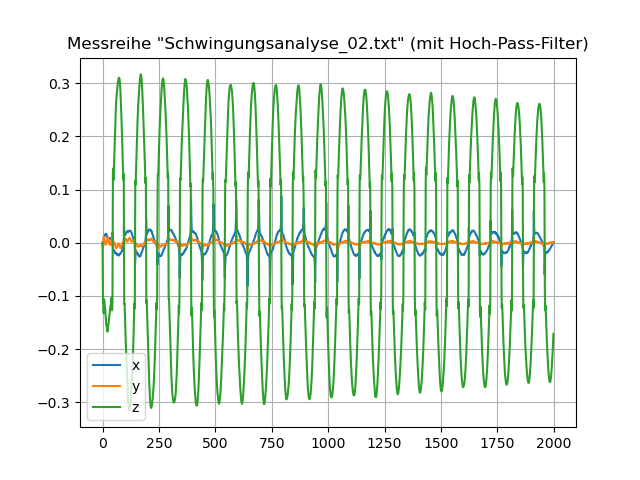 Messreihe "Schwingungsanalyse_02.txt" (mit Hoch-Pass-Filter)
0.3
0.2
0.1
0.0
−0.1
−0.2
−0.3
x
y
z
0 250 500 750 1000 1250 1500 1750 2000